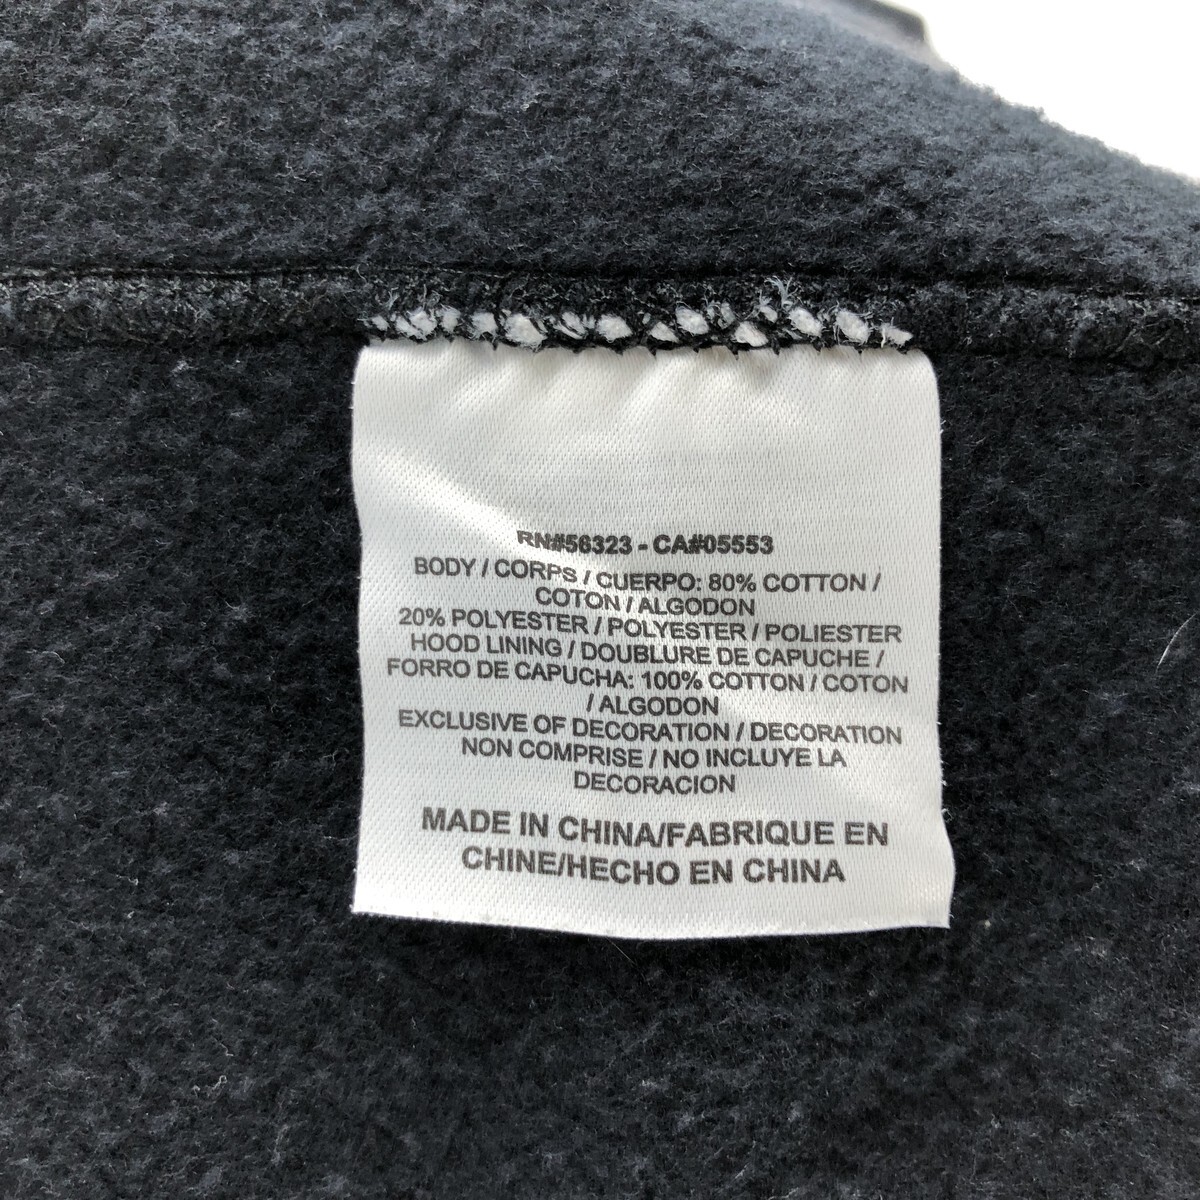 RN#56323 - CA#05553
BODY / CORPS / CUERPO: 80% COTTON /
COTON / ALGODON
20% POLYESTER / POLYESTER / POLIESTER
HOOD LINING / DOUBLURE DE CAPUCHE /
FORRO DE CAPUCHA: 100% COTTON / COTON
/ ALGODON
EXCLUSIVE OF DECORATION / DECORATION
NON COMPRISE / NO INCLUYE LA
DECORACION
MADE IN CHINA/FABRIQUE EN
CHINE/HECHO EN CHINA